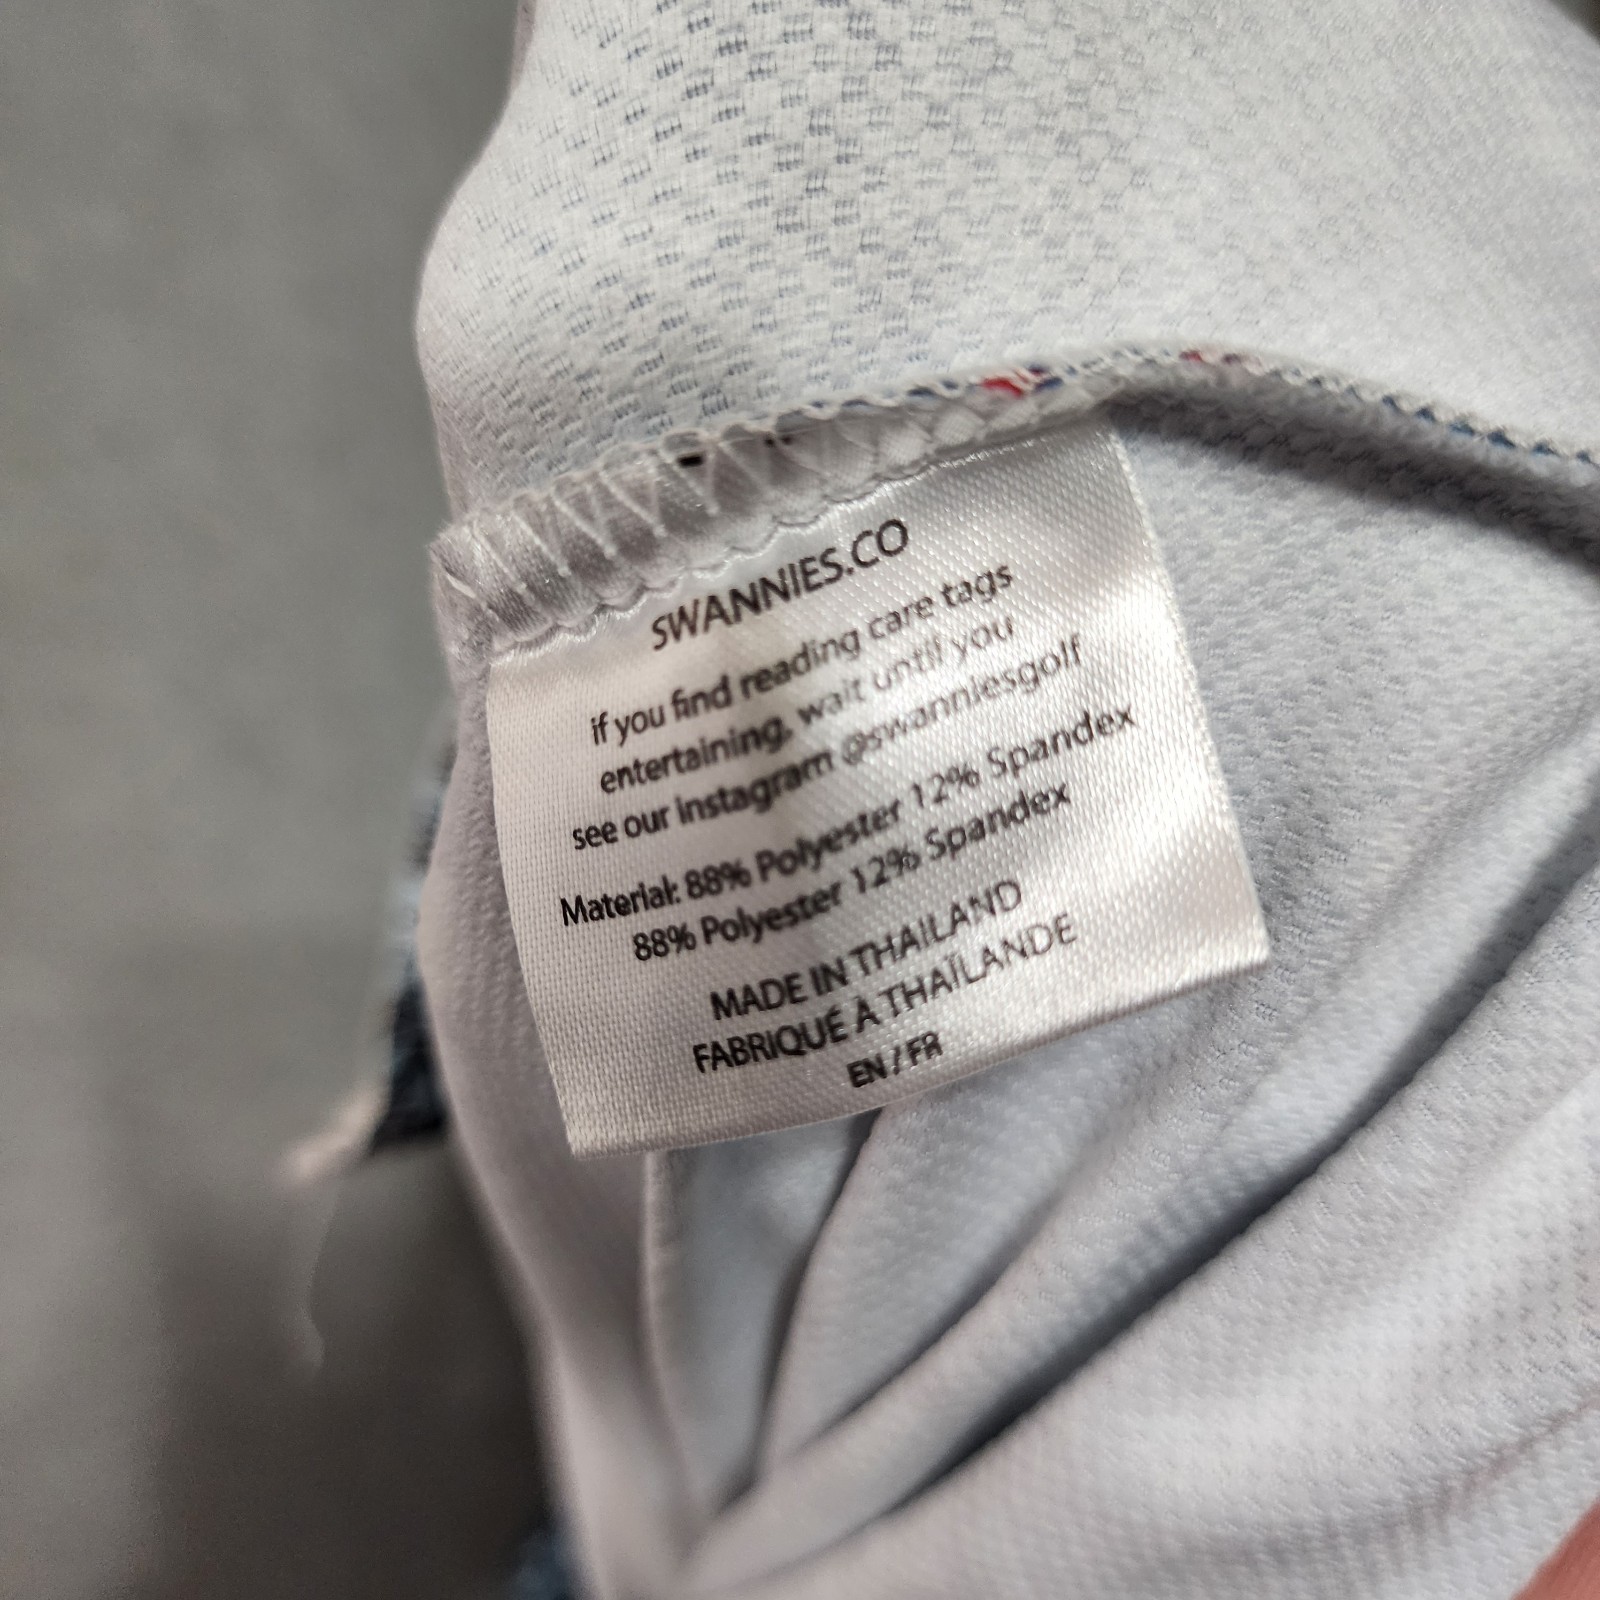 SWANNIES.CO
if you find reading care tags
entertaining, wait until you
see our instagram @swanniesgolf
Material: 88% Polyester 12% Spandex
88% Polyester 12% Spandex
MADE IN THAILAND
FABRIQUÉ À THAÏLANDE
EN / FR